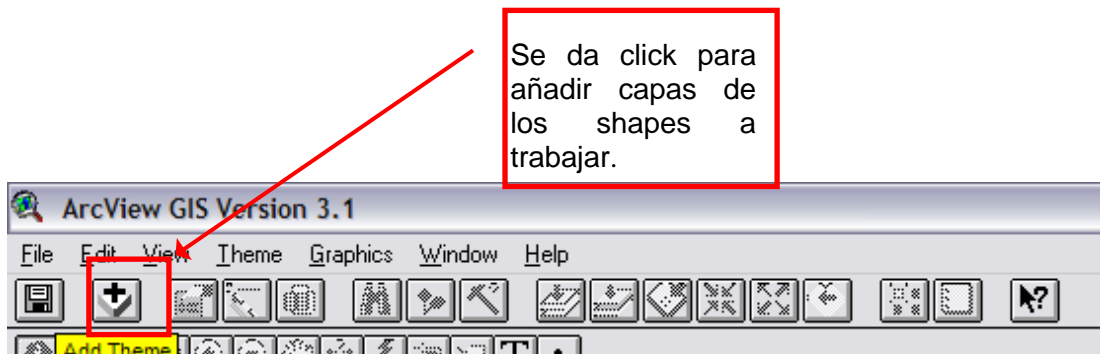 Se da click para
añadir capas de
los shapes a
trabajar.
ArcView GIS Version 3.1
File Edit View Theme Graphics Window Help
Add Theme
T